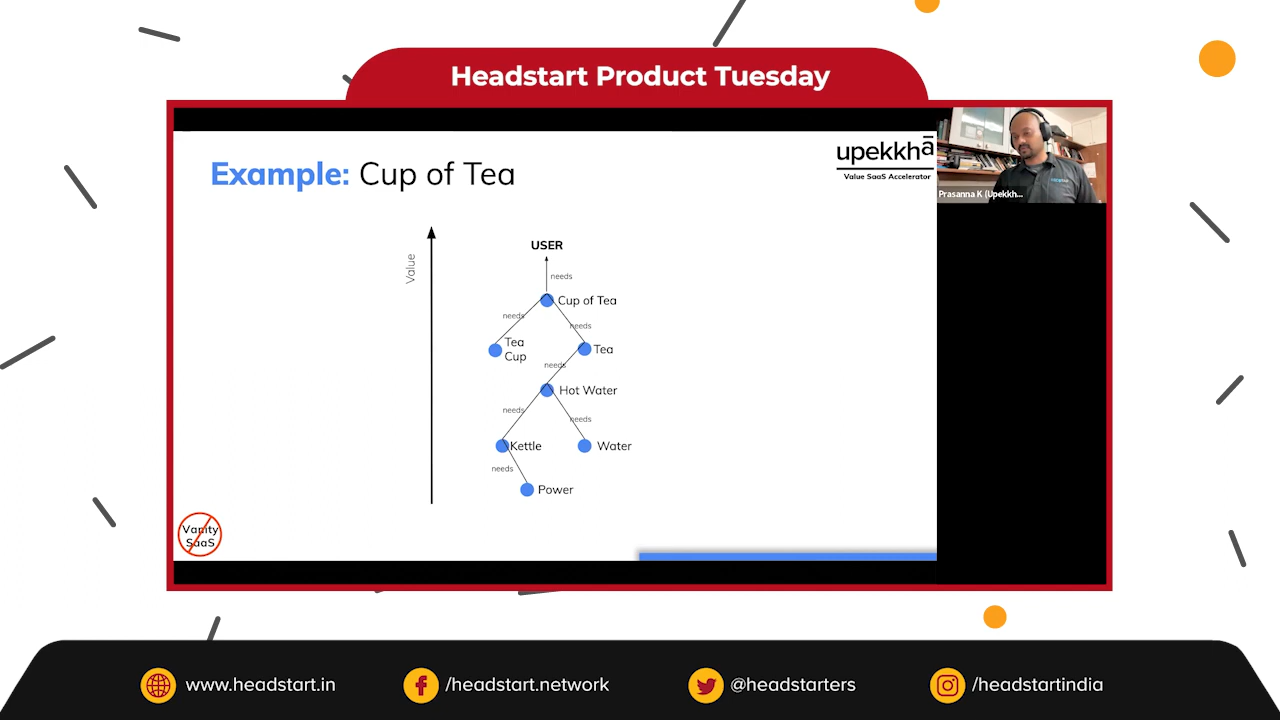 Headstart Product Tuesday
Example: Cup of Tea
upekkhā
Value SaaS Accelerator
Prasanna K (Upekkh...
Value
USER
needs
Cup of Tea
needs
needs
Tea
Cup
Tea
needs
Hot Water
needs
needs
Kettle
Water
needs
Power
Vanity
SaaS
www.headstart.in
/headstart.network
@headstarters
/headstartindia